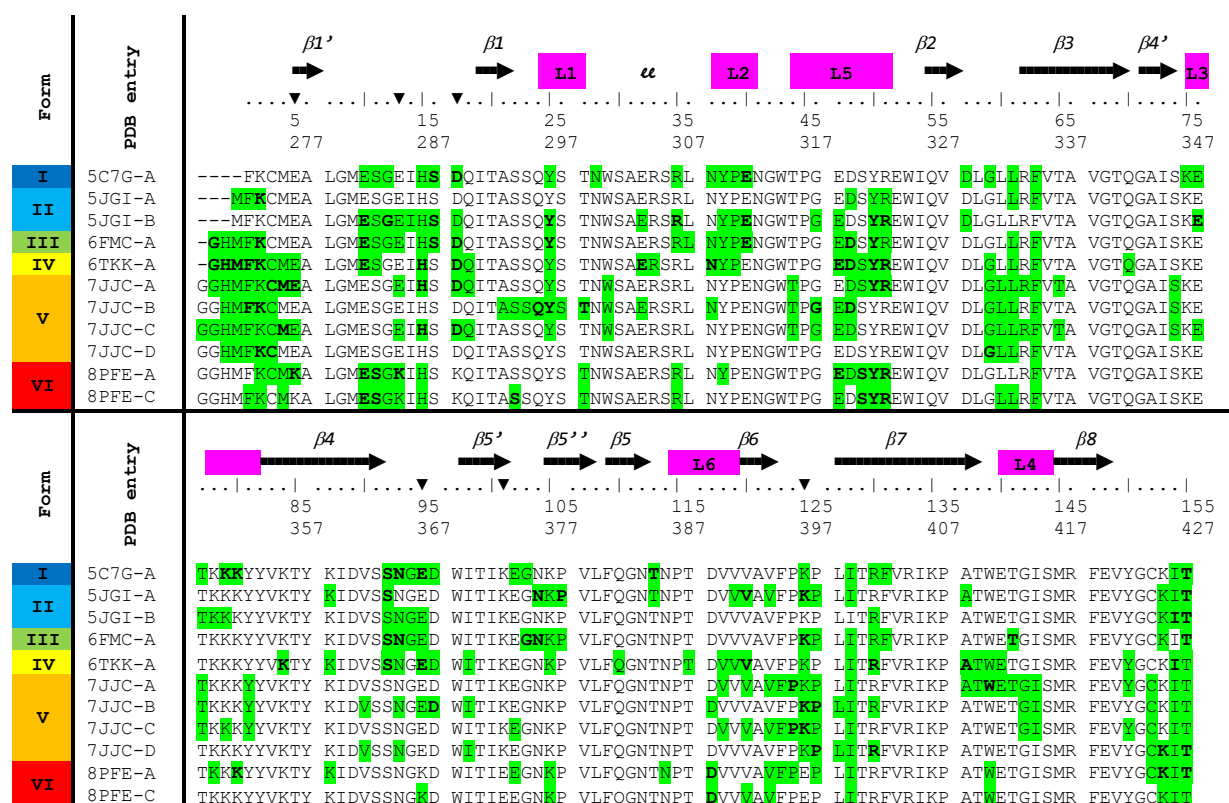 Form PDB entry
β1’ β1 β2 β3 β4’
L1 α L2 L5 L3
5 15 25 35 45 55 65 75
277 287 297 307 317 327 337 347
I 5C7G-A ----FKCMEA LGMESGEIHS DQITASSQYS TNWSAERSRL NYPENGWTPG EDSYREWIQV DLGLLRFVTA VGTQGAISKE
II 5JGI-A ---MFKCMEA LGMESGEIHS DQITASSQYS TNWSAERSRL NYPENGWTPG EDSYREWIQV DLGLLRFVTA VGTQGAISKE
5JGI-B ---MFKCMEA LGMESGEIHS DQITASSQYS TNWSAERSRL NYPENGWTPG EDSYREWIQV DLGLLRFVTA VGTQGAISKE
III 6FMC-A -GHMFKCMEA LGMESGEIHS DQITASSQYS TNWSAERSRL NYPENGWTPG EDSYREWIQV DLGLLRFVTA VGTQGAISKE
IV 6TKK-A -GHMFKCMEA LGMESGEIHS DQITASSQYS TNWSAERSRL NYPENGWTPG EDSYREWIQV DLGLLRFVTA VGTQGAISKE
V 7JJC-A GGHMFKCMEA LGMESGEIHS DQITASSQYS TNWSAERSRL NYPENGWTPG EDSYREWIQV DLGLLRFVTA VGTQGAISKE
7JJC-B GGHMFKCMEA LGMESGEIHS DQITASSQYS TNWSAERSRL NYPENGWTPG EDSYREWIQV DLGLLRFVTA VGTQGAISKE
7JJC-C GGHMFKCMEA LGMESGEIHS DQITASSQYS TNWSAERSRL NYPENGWTPG EDSYREWIQV DLGLLRFVTA VGTQGAISKE
7JJC-D GGHMFKCMEA LGMESGEIHS DQITASSQYS TNWSAERSRL NYPENGWTPG EDSYREWIQV DLGLLRFVTA VGTQGAISKE
VI 8PFE-A GGHMFKCMKA LGMESGKIHS KQITASSQYS TNWSAERSRL NYPENGWTPG EDSYREWIQV DLGLLRFVTA VGTQGAISKE
8PFE-C GGHMFKCMKA LGMESGKIHS KQITASSQYS TNWSAERSRL NYPENGWTPG EDSYREWIQV DLGLLRFVTA VGTQGAISKE
Form PDB entry
β4 β5’ β5’’ β5 β6 β7 β8
L6 L4
85 95 105 115 125 135 145 155
357 367 377 387 397 407 417 427
I 5C7G-A TKKKYYVKTY KIDVSSNGED WITIKEGNKP VLFQGNTNPT DVVVAVFPKP LITRFVRIKP ATWETGISMR FEVYGCKIT
II 5JGI-A TKKKYYVKTY KIDVSSNGED WITIKEGNKP VLFQGNTNPT DVVVAVFPKP LITRFVRIKP ATWETGISMR FEVYGCKIT
5JGI-B TKKKYYVKTY KIDVSSNGED WITIKEGNKP VLFQGNTNPT DVVVAVFPKP LITRFVRIKP ATWETGISMR FEVYGCKIT
III 6FMC-A TKKKYYVKTY KIDVSSNGED WITIKEGNKP VLFQGNTNPT DVVVAVFPKP LITRFVRIKP ATWETGISMR FEVYGCKIT
IV 6TKK-A TKKKYYVKTY KIDVSSNGED WITIKEGNKP VLFQGNTNPT DVVVAVFPKP LITRFVRIKP ATWETGISMR FEVYGCKIT
V 7JJC-A TKKKYYVKTY KIDVSSNGED WITIKEGNKP VLFQGNTNPT DVVVAVFPKP LITRFVRIKP ATWETGISMR FEVYGCKIT
7JJC-B TKKKYYVKTY KIDVSSNGED WITIKEGNKP VLFQGNTNPT DVVVAVFPKP LITRFVRIKP ATWETGISMR FEVYGCKIT
7JJC-C TKKKYYVKTY KIDVSSNGED WITIKEGNKP VLFQGNTNPT DVVVAVFPKP LITRFVRIKP ATWETGISMR FEVYGCKIT
7JJC-D TKKKYYVKTY KIDVSSNGED WITIKEGNKP VLFQGNTNPT DVVVAVFPKP LITRFVRIKP ATWETGISMR FEVYGCKIT
VI 8PFE-A TKKKYYVKTY KIDVSSNGKD WITIEEGNKP VLFQGNTNPT DVVVAVFPEP LITRFVRIKP ATWETGISMR FEVYGCKIT
8PFE-C TKKKYYVKTY KIDVSSNGKD WITIEEGNKP VLFQGNTNPT DVVVAVFPEP LITRFVRIKP ATWETGISMR FEVYGCKIT